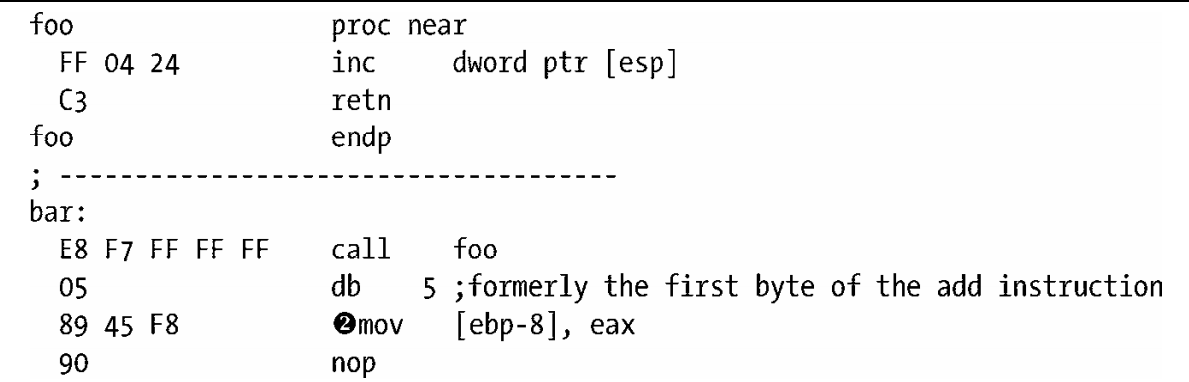 foo proc near
FF 04 24 inc dword ptr [esp]
C3 retn
foo endp
; -------------------------------------
bar:
E8 F7 FF FF FF call foo
05 db 5 ;formerly the first byte of the add instruction
89 45 F8 ❷mov [ebp-8], eax
90 nop